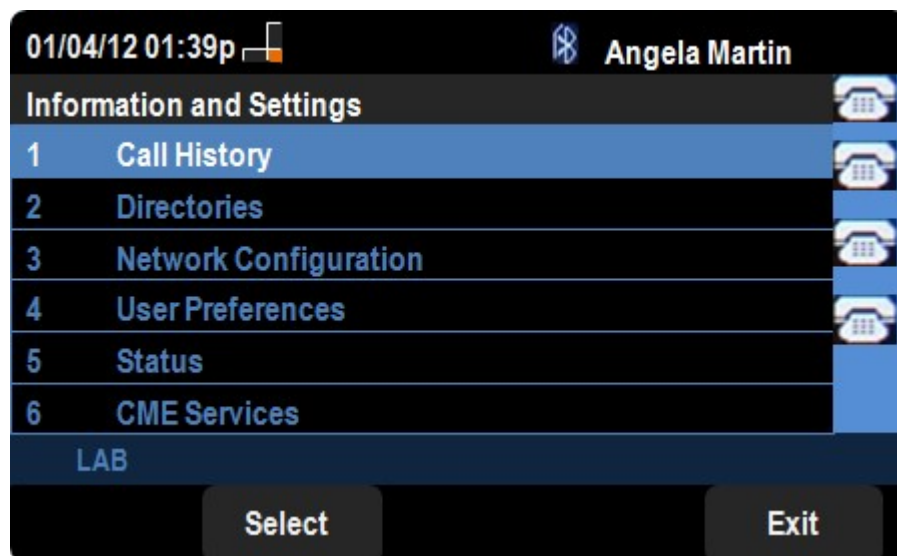 01/04/12 01:39p Angela Martin
Information and Settings
1 Call History
2 Directories
3 Network Configuration
4 User Preferences
5 Status
6 CME Services
LAB
Select Exit